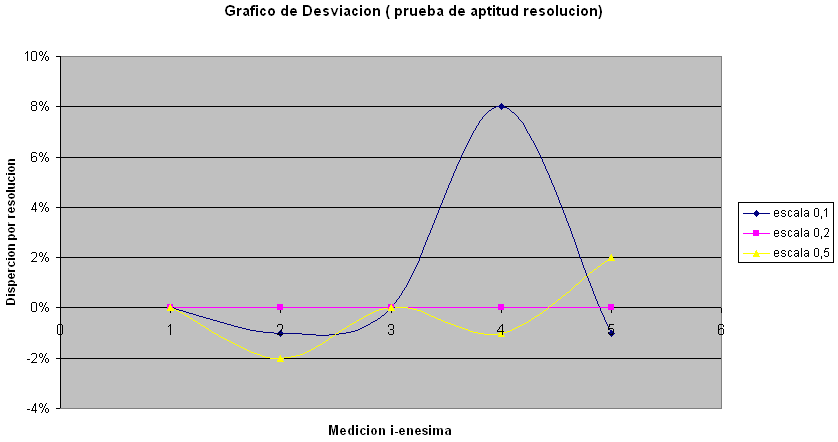 Grafico de Desviacion ( prueba de aptitud resolucion)
Dispercion por resolucion
10%
8%
6%
4%
2%
0%
-2%
-4%
0
1
2
3
4
5
6
Medicion i-enesima
escala 0,1
escala 0,2
escala 0,5